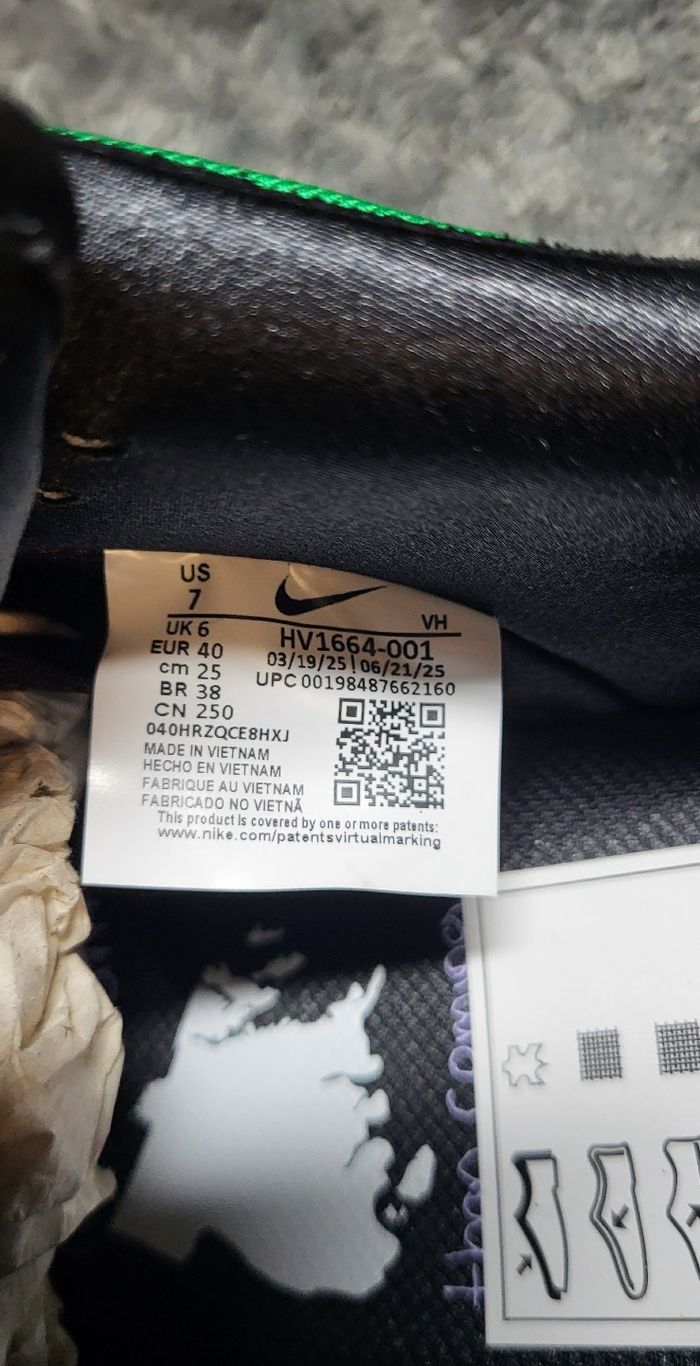 US
7
VH
UK 6
HV1664-001
EUR 40
03/19/25 | 06/21/25
cm 25
UPC 00198487662160
BR 38
CN 250
040HRZQCE8HXJ
MADE IN VIETNAM
HECHO EN VIETNAM
FABRIQUE AU VIETNAM
FABRICADO NO VIETNÃ
This product is covered by one or more patents:
www.nike.com/patentsvirtualmarking